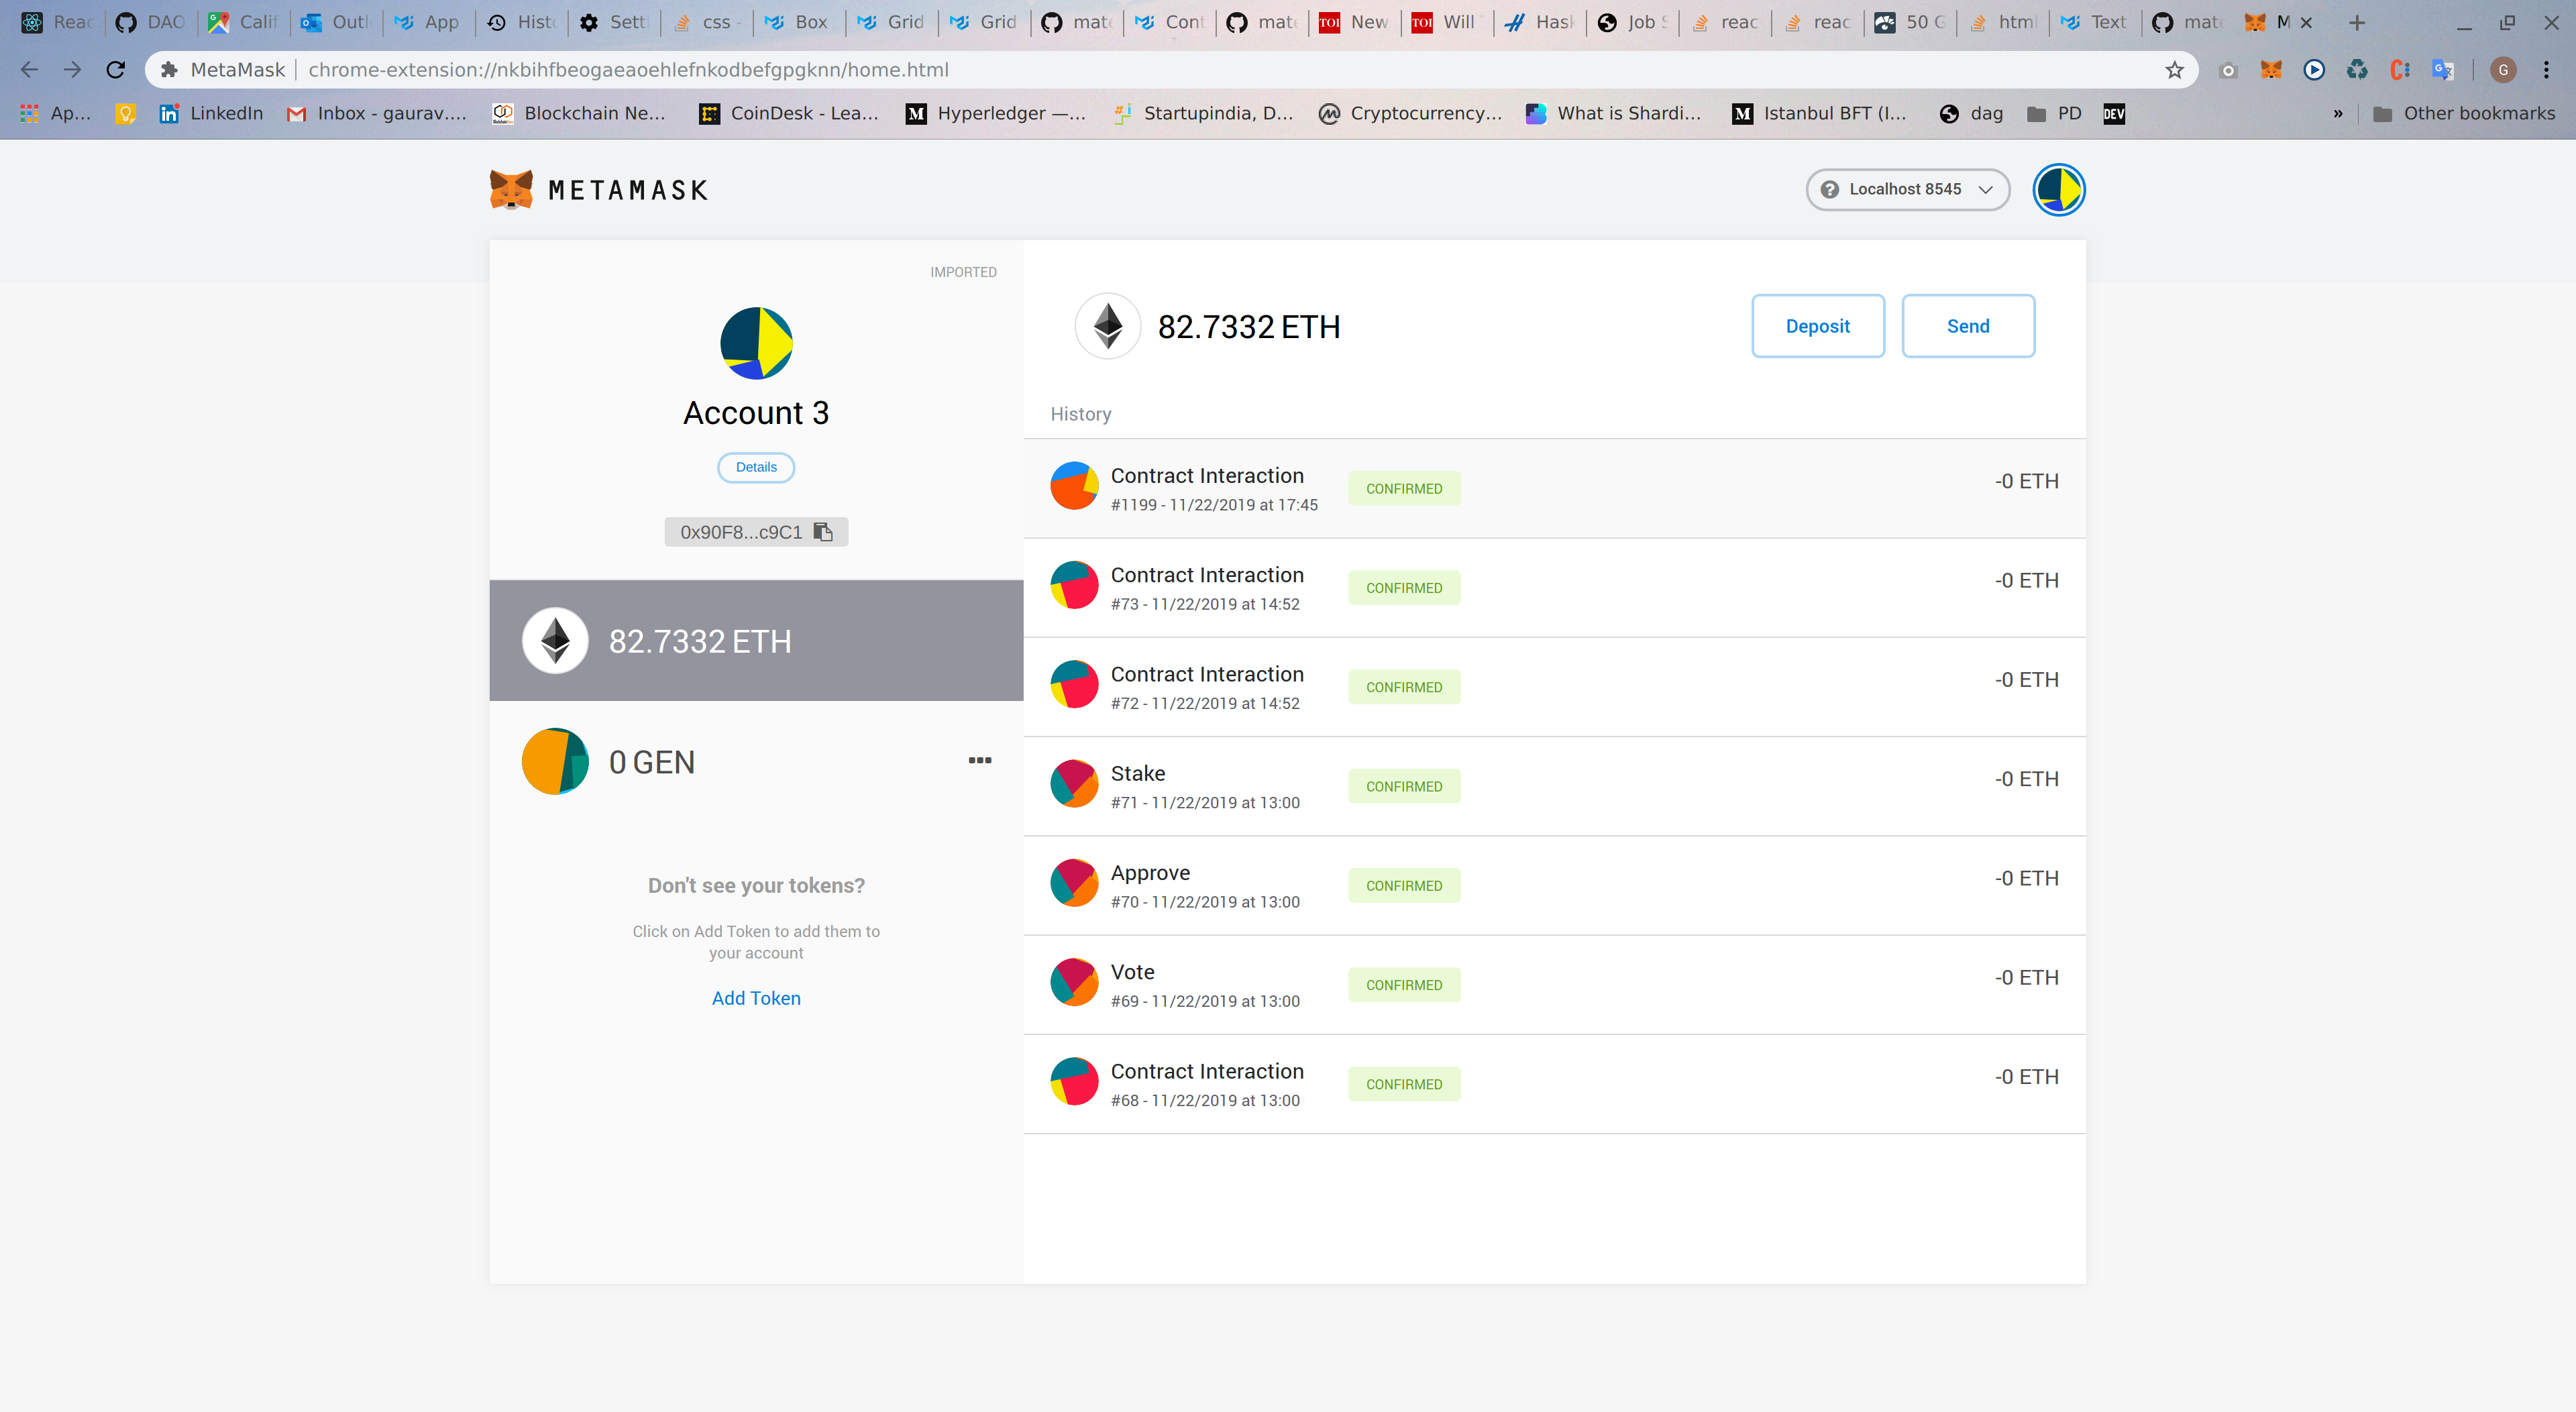 Reac DAO Calif Outl App Histo Setti css - Box Grid Grid mate Cont mate New Will Hask Job S reac reac 50 G html Text mate M
MetaMask chrome-extension://nkbihfbeogaeaoehlefnkodbefgpgknn/home.html G
Ap... LinkedIn Inbox - gaurav.... Blockchain Ne... CoinDesk - Lea... Hyperledger —... Startupindia, D... Cryptocurrency... What is Shardi... Istanbul BFT (I... dag PD DEV » Other bookmarks
METAMASK
Localhost 8545
IMPORTED
Account 3
Details
0x90F8...c9C1
82.7332 ETH
0 GEN
Don't see your tokens?
Click on Add Token to add them to
your account
Add Token
82.7332 ETH
Deposit
Send
History
Contract Interaction
#1199 - 11/22/2019 at 17:45
CONFIRMED
-0 ETH
Contract Interaction
#73 - 11/22/2019 at 14:52
CONFIRMED
-0 ETH
Contract Interaction
#72 - 11/22/2019 at 14:52
CONFIRMED
-0 ETH
Stake
#71 - 11/22/2019 at 13:00
CONFIRMED
-0 ETH
Approve
#70 - 11/22/2019 at 13:00
CONFIRMED
-0 ETH
Vote
#69 - 11/22/2019 at 13:00
CONFIRMED
-0 ETH
Contract Interaction
#68 - 11/22/2019 at 13:00
CONFIRMED
-0 ETH